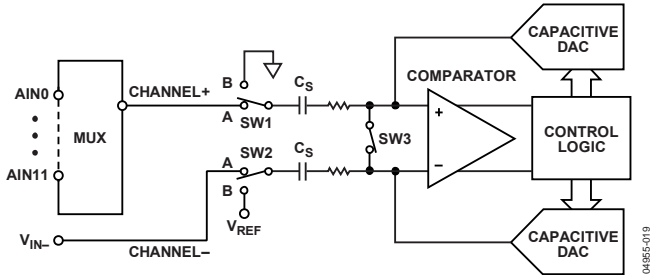 CAPACITIVE
DAC
B
CHANNEL+
A
SW1
CS
COMPARATOR
AIN0
MUX
AIN11
SW3
+
−
CONTROL
LOGIC
SW2
A
B
CS
VREF
VIN–
CHANNEL–
CAPACITIVE
DAC
04955-019